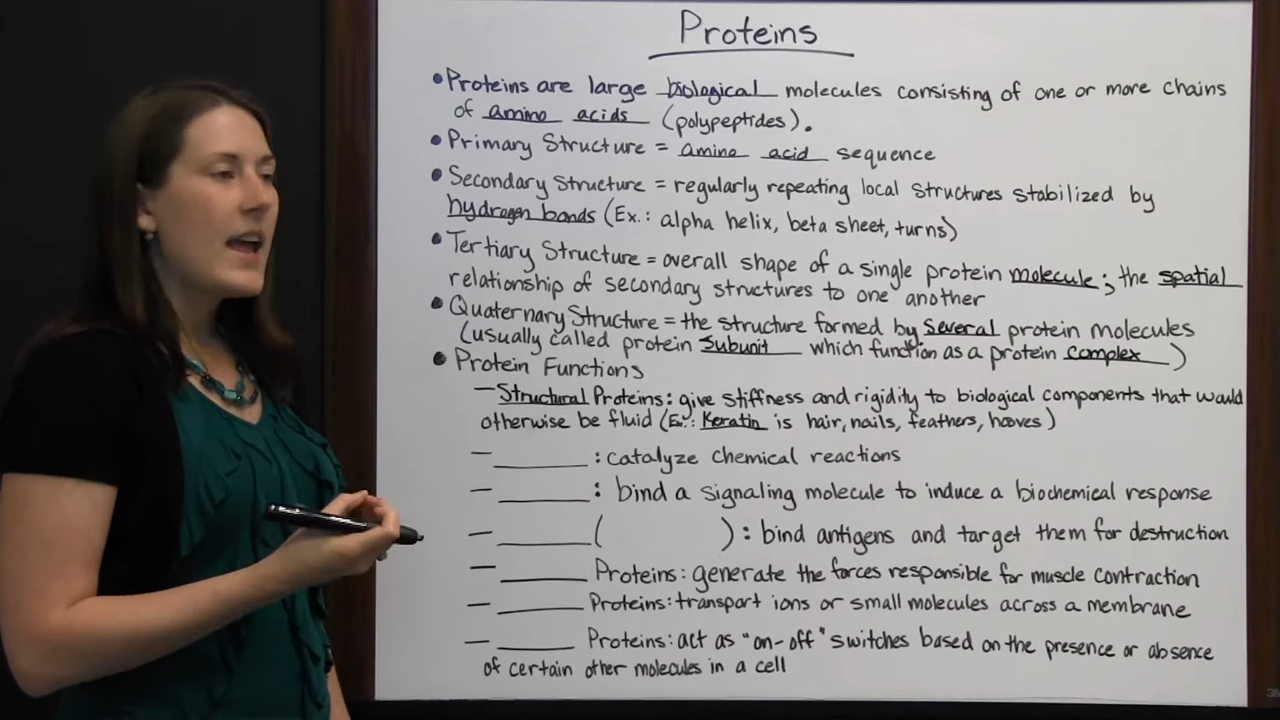 Proteins
•Proteins are large biological molecules consisting of one or more chains
of amino acids (polypeptides).
•Primary Structure = amino acid sequence
•Secondary Structure = regularly repeating local structures stabilized by
hydrogen bonds (Ex.: alpha helix, beta sheet, turns)
•Tertiary Structure = overall shape of a single protein molecule; the spatial
relationship of secondary structures to one another
•Quaternary Structure = the structure formed by several protein molecules
(usually called protein subunit which function as a protein complex)
•Protein Functions
—Structural Proteins: give stiffness and rigidity to biological components that would
otherwise be fluid (Ex.: Keratin is hair, nails, feathers, hooves)
— ______ : catalyze chemical reactions
— ______ : bind a signaling molecule to induce a biochemical response
— ______ ( ) : bind antigens and target them for destruction
— ______ Proteins: generate the forces responsible for muscle contraction
— ______ Proteins: transport ions or small molecules across a membrane
— ______ Proteins: act as "on-off" switches based on the presence or absence
of certain other molecules in a cell